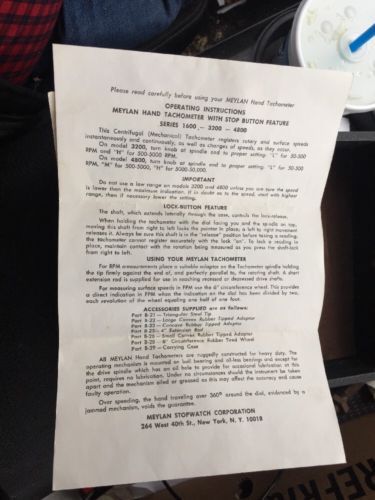 Please read carefully before using your MEYLAN Hand Tachometer
OPERATING INSTRUCTIONS
MEYLAN HAND TACHOMETER WITH STOP BUTTON FEATURE
SERIES 1600 - 3200 - 4800
This Centrifugal (Mechanical) Tachometer registers rotary and surface speeds
instantaneously and continuously, as well as changes of speeds, as they occur.
On model 3200, turn knob at spindle end to proper setting. "L" for 50-500
RPM and "H" for 500-5000 RPM.
On model 4800, turn knob at spindle end to proper setting. "L" for 50-500
RPM, "M" for 500-5000, "H" for 5000-50,000.
IMPORTANT
Do not use a low range on models 3200 and 4800 unless you are sure the speed
is lower than the maximum indication. If in doubt as to the speed, start with highest
range, then if necessary lower the setting.
LOCK-BUTTON FEATURE
The shaft, which extends laterally through the case, controls the lock-release.
When holding the tachometer with the dial facing you and the spindle on top,
moving this shaft from right to left locks the pointer in place; a left to right movement
releases it. Always be sure this shaft is in the "release" position before taking a reading;
the tachometer cannot register accurately with the lock "on". To lock a reading in
place, maintain contact with the rotation being measured as you press the shaft-lock
from right to left.
USING YOUR MEYLAN TACHOMETER
For RPM measurements place a suitable adaptor on the Tachometer spindle holding
the tip firmly against the end of, and perfectly parallel to, the rotating shaft. A short
extension rod is supplied for use in reaching recessed or depressed drive shafts.
For measuring surface speeds in FPM use the 6" circumference wheel. This provides
a direct indication in FPM when the indication on the dial has been divided by two,
each revolution of the wheel equaling one half of one foot.
ACCESSORIES SUPPLIED are as follows:
Part B-21 — Triangular Steel Tip
Part B-22 — Large Convex Rubber Tipped Adaptor
Part B-23 — Concave Rubber Tipped Adaptor
Part B-25 — 4" Extension Rod
Part B-26 — Small Convex Rubber Tipped Adaptor
Part B-28 — 6" Circumference Rubber Tired Wheel
Part B-29 — Carrying Case
All MEYLAN Hand Tachometers are ruggedly constructed for heavy duty. The
operating mechanism is mounted on ball bearings and oil-less bearings and except for
the drive spindle which has an oil hole to provide for occasional lubrication at this
point, requires no lubrication. Under no circumstances should the instrument be taken
apart and the mechanism oiled or greased as this may affect the accuracy and cause
faulty operation.
Over speeding, the hand traveling over 360° around the dial, evidenced by a
jammed mechanism, voids the guarantee.
MEYLAN STOPWATCH CORPORATION
264 West 40th St., New York, N. Y. 10018